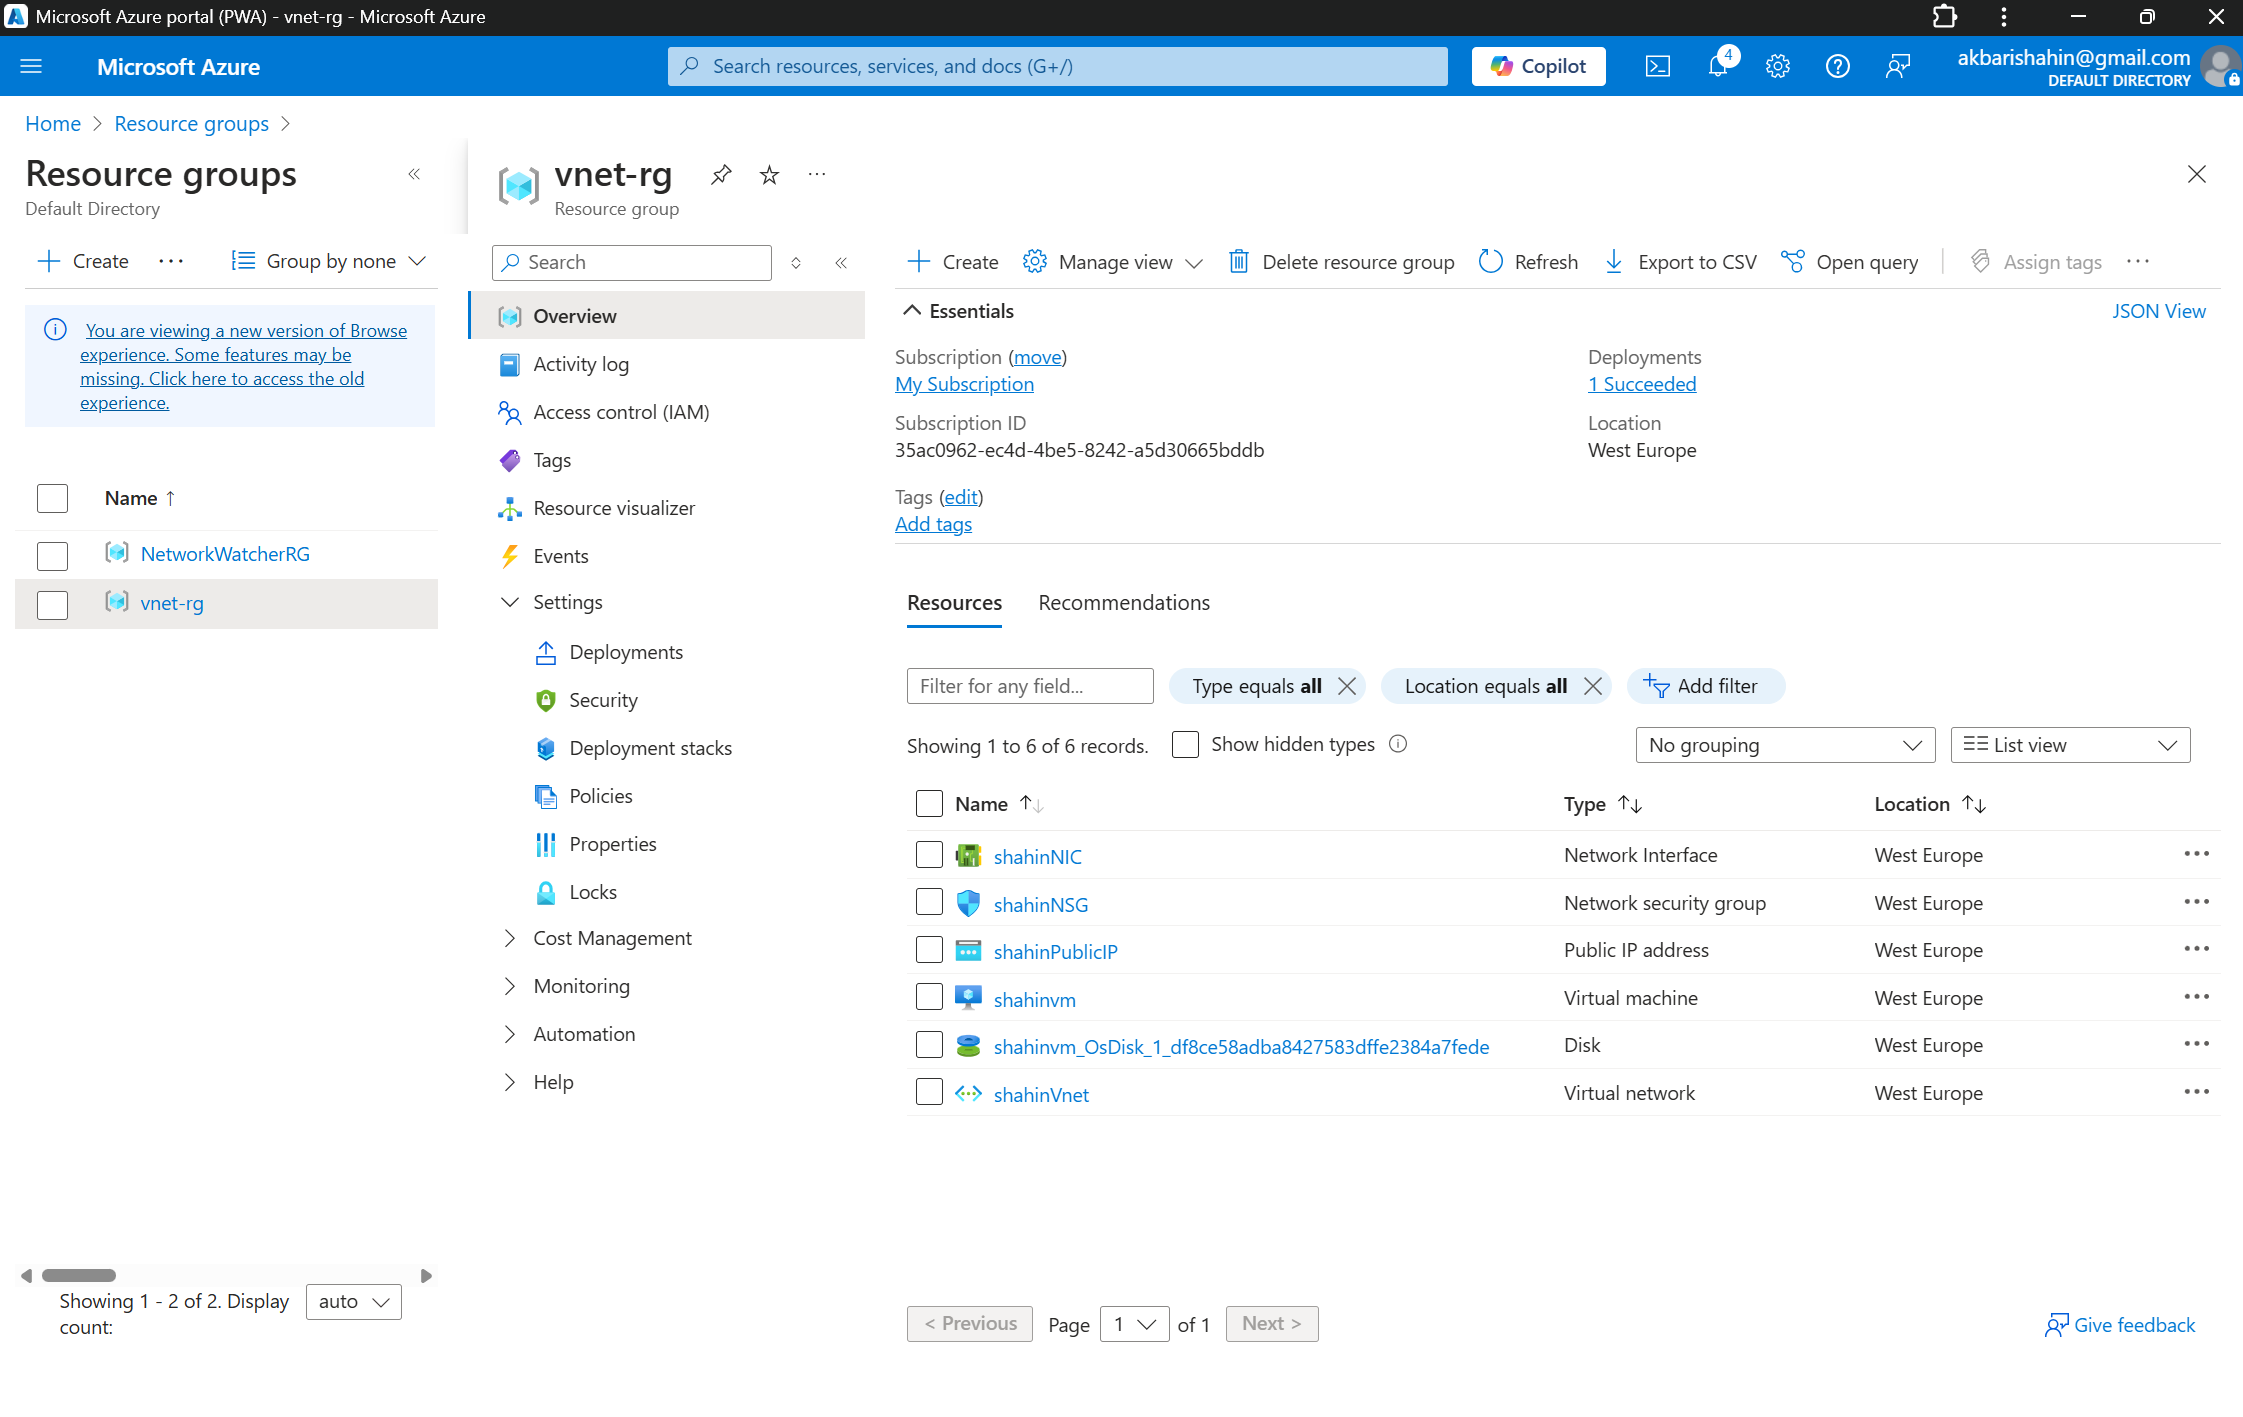 Microsoft Azure portal (PWA) - vnet-rg - Microsoft Azure
Microsoft Azure
Search resources, services, and docs (G+/)
Copilot
4
akbarishahin@gmail.com
DEFAULT DIRECTORY
Home > Resource groups >
Resource groups
Default Directory
Create
Group by none
You are viewing a new version of Browse
experience. Some features may be
missing. Click here to access the old
experience.
Name ↑
NetworkWatcherRG
vnet-rg
Showing 1 - 2 of 2. Display
count:
auto
vnet-rg
Resource group
Search
Overview
Activity log
Access control (IAM)
Tags
Resource visualizer
Events
Settings
Deployments
Security
Deployment stacks
Policies
Properties
Locks
Cost Management
Monitoring
Automation
Help
Create Manage view Delete resource group Refresh Export to CSV Open query Assign tags
Essentials
JSON View
Subscription (move)
My Subscription
Subscription ID
35ac0962-ec4d-4be5-8242-a5d30665bddb
Tags (edit)
Add tags
Deployments
1 Succeeded
Location
West Europe
Resources Recommendations
Filter for any field... Type equals all Location equals all Add filter
Showing 1 to 6 of 6 records. Show hidden types No grouping List view
Name ↑↓ Type ↑↓ Location ↑↓
shahinNIC Network Interface West Europe
shahinNSG Network security group West Europe
shahinPublicIP Public IP address West Europe
shahinvm Virtual machine West Europe
shahinvm_OsDisk_1_df8ce58adba8427583dffe2384a7fede Disk West Europe
shahinVnet Virtual network West Europe
< Previous Page 1 of 1 Next >
Give feedback